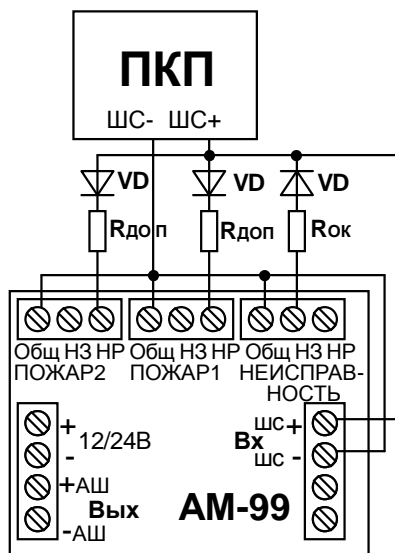 ПКП
ШС- ШС+
VD VD VD
Rдоп Rдоп Rок
Общ НЗ НР Общ НЗ НР Общ НЗ НР
ПОЖАР2 ПОЖАР1 НЕИСПРАВ-
НОСТЬ
+ 12/24В -
+АШ
Вых
-АШ
шс +
Вх
шс -
АМ-99